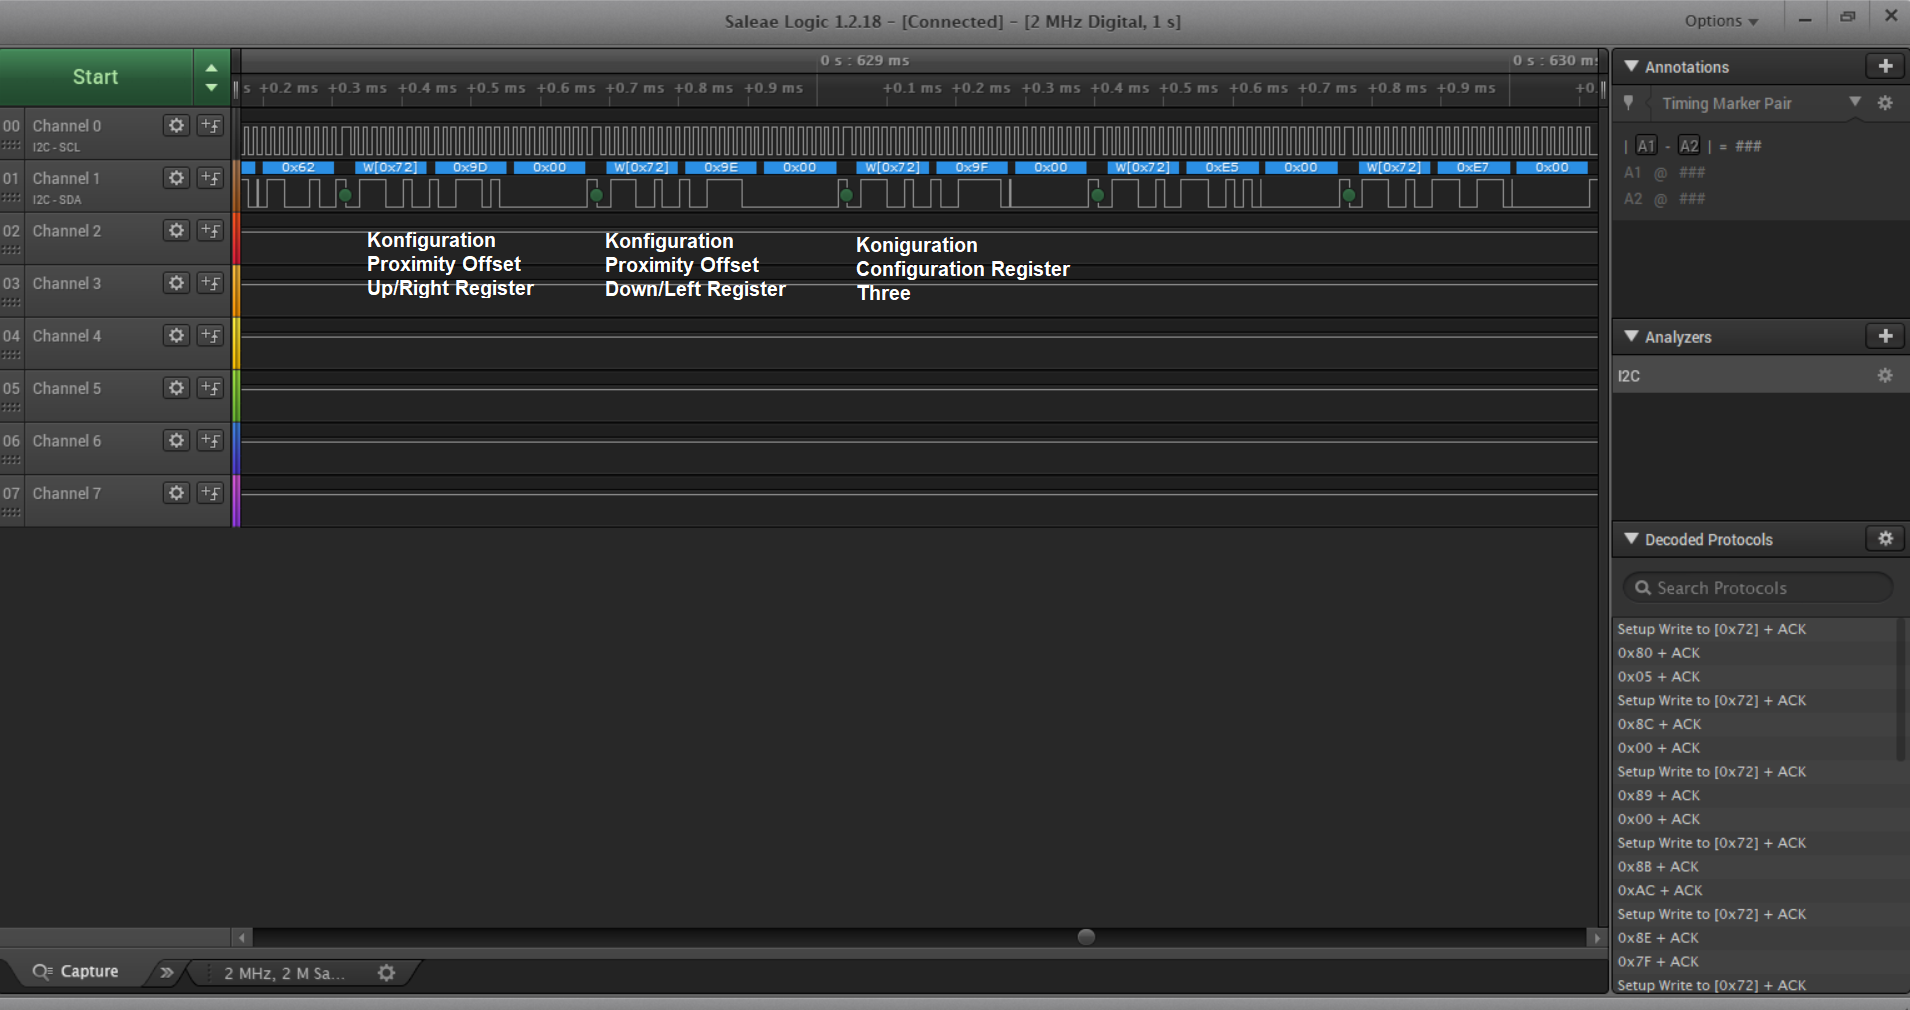 Saleae Logic 1.2.18 - [Connected] - [2 MHz Digital, 1 s]
Options
Start
0 s : 629 ms
0 s : 630 ms
s +0.2 ms +0.3 ms +0.4 ms +0.5 ms +0.6 ms +0.7 ms +0.8 ms +0.9 ms +0.1 ms +0.2 ms +0.3 ms +0.4 ms +0.5 ms +0.6 ms +0.7 ms +0.8 ms +0.9 ms +0.
00 Channel 0
I2C - SCL
01 Channel 1
I2C - SDA
0x62 W[0x72] 0x9D 0x00 W[0x72] 0x9E 0x00 W[0x72] 0x9F 0x00 W[0x72] 0xE5 0x00 W[0x72] 0xE7 0x00
02 Channel 2
03 Channel 3
04 Channel 4
05 Channel 5
06 Channel 6
07 Channel 7
Konfiguration
Proximity Offset
Up/Right Register
Konfiguration
Proximity Offset
Down/Left Register
Koniguration
Configuration Register
Three
Annotations
Timing Marker Pair
| A1 - A2 | = ###
A1 @ ###
A2 @ ###
Analyzers
I2C
Decoded Protocols
Search Protocols
Setup Write to [0x72] + ACK
0x80 + ACK
0x05 + ACK
Setup Write to [0x72] + ACK
0x8C + ACK
0x00 + ACK
Setup Write to [0x72] + ACK
0x89 + ACK
0x00 + ACK
Setup Write to [0x72] + ACK
0x8B + ACK
0xAC + ACK
Setup Write to [0x72] + ACK
0x8E + ACK
0x7F + ACK
Setup Write to [0x72] + ACK
Capture
2 MHz, 2 M Sa...